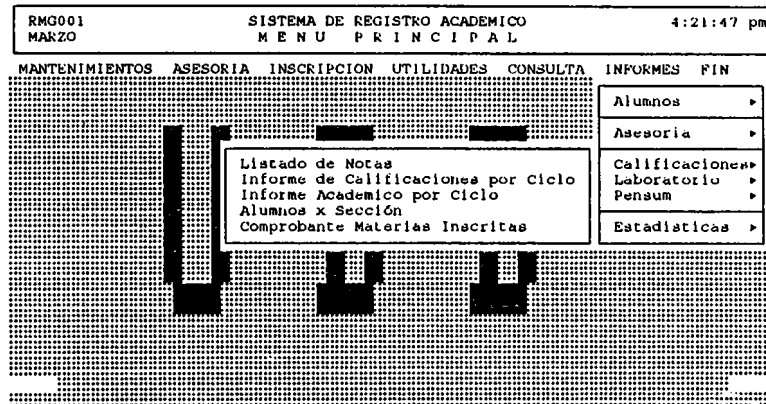 RMG001 SISTEMA DE REGISTRO ACADEMICO 4:21:47 pm
MARZO M E N U P R I N C I P A L
MANTENIMIENTOS ASESORIA INSCRIPCION UTILIDADES CONSULTA INFORMES FIN
Alumnos
Asesoria
Calificaciones
Laboratorio
Pensum
Estadisticas
Listado de Notas
Informe de Calificaciones por Ciclo
Informe Academico por Ciclo
Alumnos x Sección
Comprobante Materias Inscritas